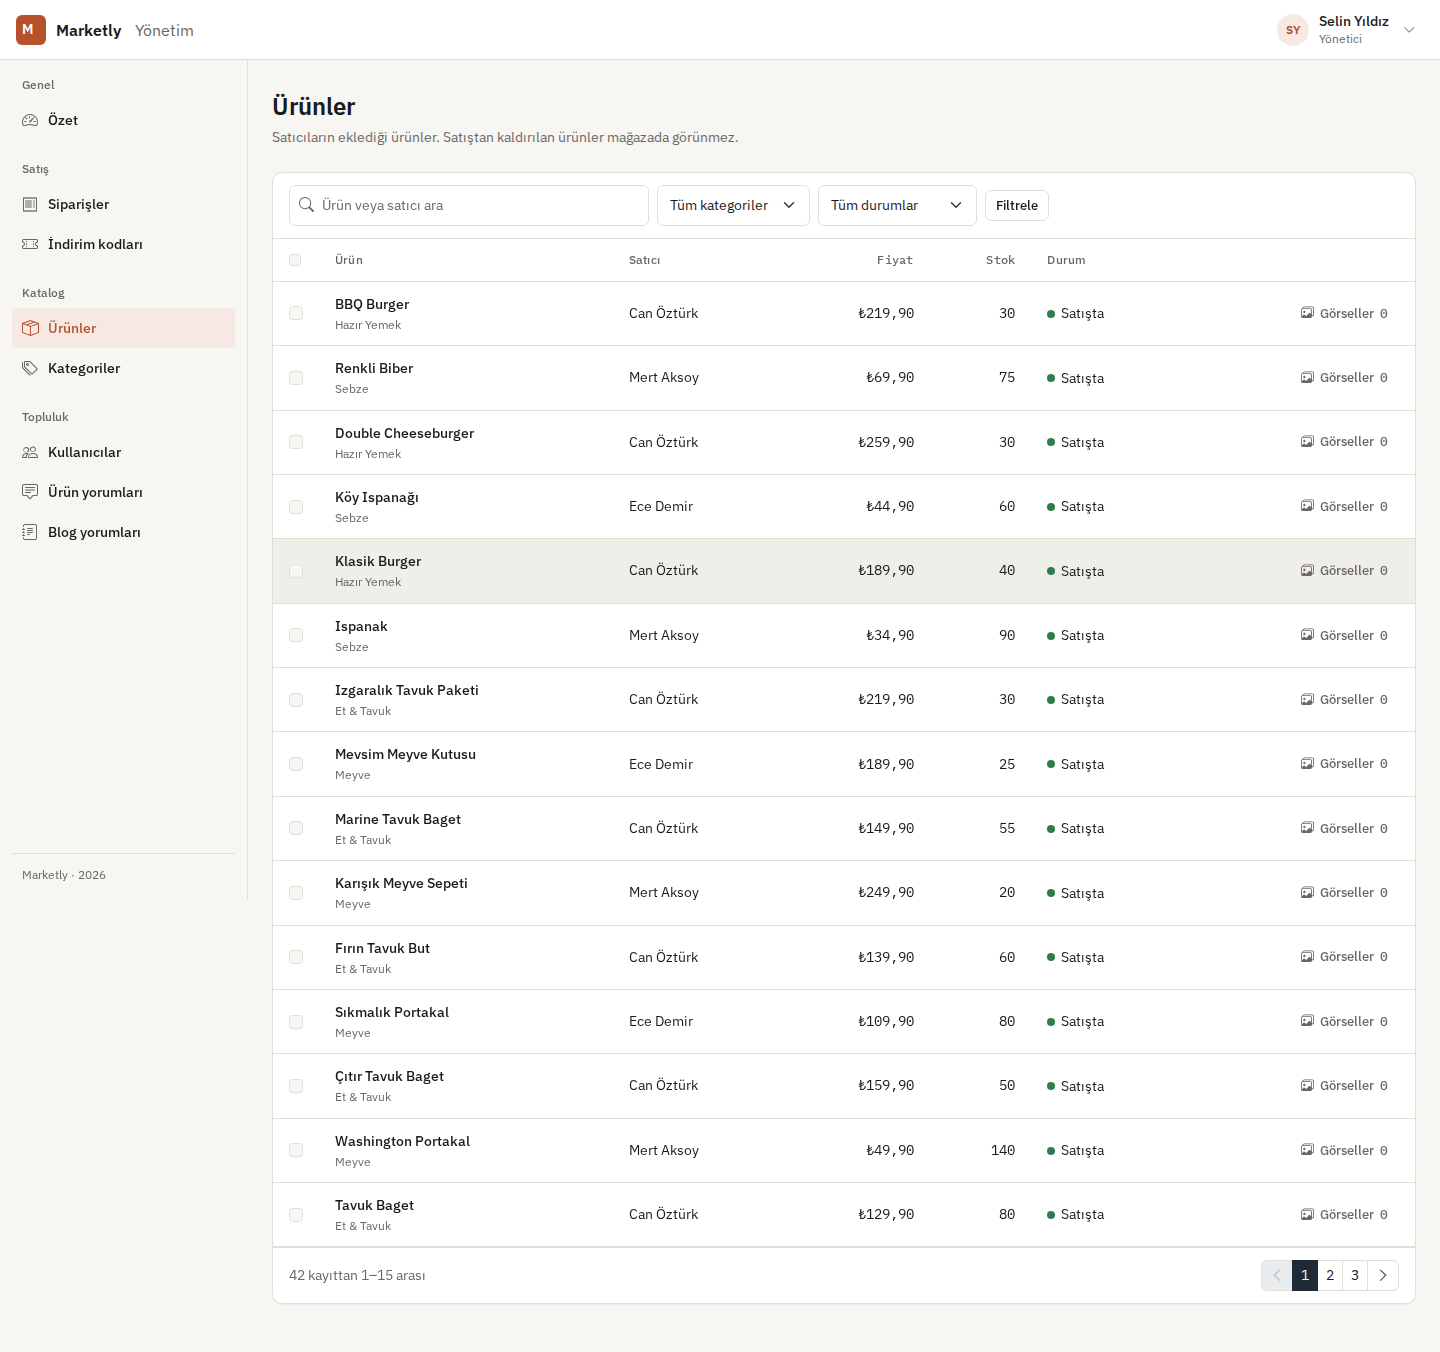 M Marketly Yönetim
SY Selin Yıldız
Yönetici
Genel
Özet
Satış
Siparişler
İndirim kodları
Katalog
Ürünler
Kategoriler
Topluluk
Kullanıcılar
Ürün yorumları
Blog yorumları
Marketly · 2026
Ürünler
Satıcıların eklediği ürünler. Satıştan kaldırılan ürünler mağazada görünmez.
Ürün veya satıcı ara Tüm kategoriler Tüm durumlar Filtrele
Ürün Satıcı Fiyat Stok Durum
BBQ Burger
Hazır Yemek
Can Öztürk ₺219,90 30 Satışta Görseller 0
Renkli Biber
Sebze
Mert Aksoy ₺69,90 75 Satışta Görseller 0
Double Cheeseburger
Hazır Yemek
Can Öztürk ₺259,90 30 Satışta Görseller 0
Köy Ispanağı
Sebze
Ece Demir ₺44,90 60 Satışta Görseller 0
Klasik Burger
Hazır Yemek
Can Öztürk ₺189,90 40 Satışta Görseller 0
Ispanak
Sebze
Mert Aksoy ₺34,90 90 Satışta Görseller 0
Izgaralık Tavuk Paketi
Et & Tavuk
Can Öztürk ₺219,90 30 Satışta Görseller 0
Mevsim Meyve Kutusu
Meyve
Ece Demir ₺189,90 25 Satışta Görseller 0
Marine Tavuk Baget
Et & Tavuk
Can Öztürk ₺149,90 55 Satışta Görseller 0
Karışık Meyve Sepeti
Meyve
Mert Aksoy ₺249,90 20 Satışta Görseller 0
Fırın Tavuk But
Et & Tavuk
Can Öztürk ₺139,90 60 Satışta Görseller 0
Sıkmalık Portakal
Meyve
Ece Demir ₺109,90 80 Satışta Görseller 0
Çıtır Tavuk Baget
Et & Tavuk
Can Öztürk ₺159,90 50 Satışta Görseller 0
Washington Portakal
Meyve
Mert Aksoy ₺49,90 140 Satışta Görseller 0
Tavuk Baget
Et & Tavuk
Can Öztürk ₺129,90 80 Satışta Görseller 0
42 kayıttan 1–15 arası 1 2 3